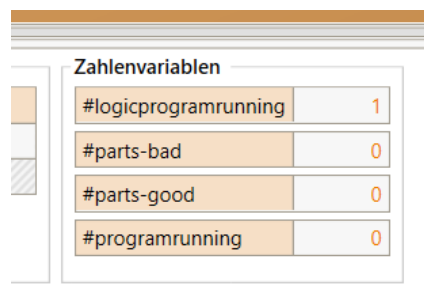 Zahlenvariablen
#logicprogramrunning 1
#parts-bad 0
#parts-good 0
#programrunning 0